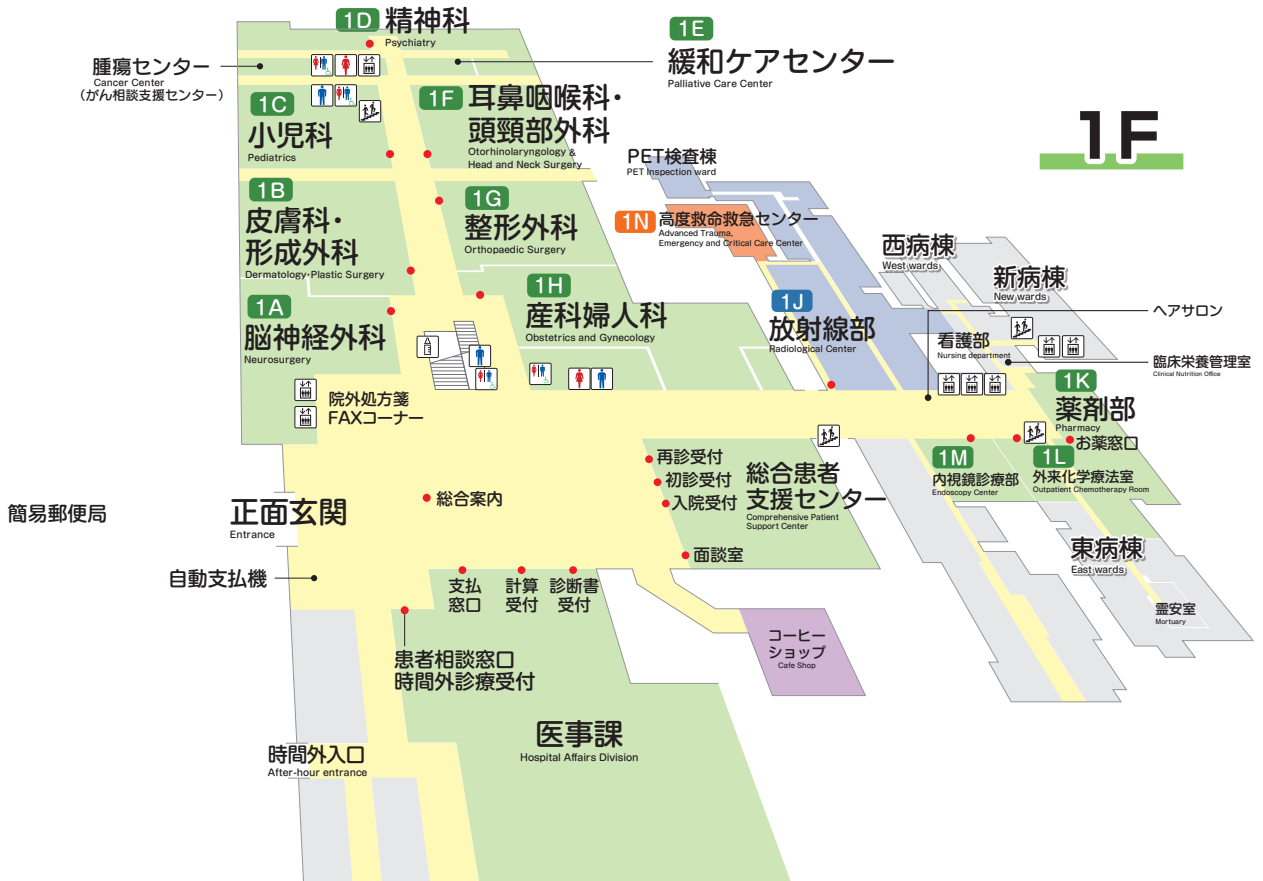 1D 精神科
Psychiatry
1E
緩和ケアセンター
Palliative Care Center
腫瘍センター
Cancer Center
（がん相談支援センター）
1C
小児科
Pediatrics
1F 耳鼻咽喉科・
頭頸部外科
Otorhinolaryngology &
Head and Neck Surgery
1F
PET検査棟
PET Inspection ward
1B
皮膚科・
形成外科
Dermatology·Plastic Surgery
1G
整形外科
Orthopaedic Surgery
1N 高度救命救急センター
Advanced Trauma,
Emergency and Critical Care Center
西病棟
West wards
新病棟
New wards
1A
脳神経外科
Neurosurgery
1H
産科婦人科
Obstetrics and Gynecology
1J
放射線部
Radiological Center
ヘアサロン
看護部
Nursing department
臨床栄養管理室
Clinical Nutrition Office
院外処方箋
FAXコーナー
1K
薬剤部
Pharmacy
お薬窓口
再診受付
初診受付
入院受付
総合患者
支援センター
Comprehensive Patient
Support Center
面談室
1M
内視鏡診療部
Endoscopy Center
1L
外来化学療法室
Outpatient Chemotherapy Room
簡易郵便局
正面玄関
Entrance
総合案内
東病棟
East wards
自動支払機
支払
窓口
計算
受付
診断書
受付
霊安室
Mortuary
コーヒー
ショップ
Cafe Shop
患者相談窓口
時間外診療受付
医事課
Hospital Affairs Division
時間外入口
After-hour entrance